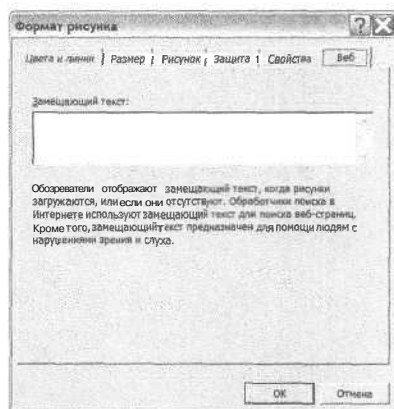 Формат рисунка
Цвета и линии Размер Рисунок Защита Свойства Веб
Замещающий текст:
Обозреватели отображают замещающий текст, когда рисунки
загружаются, или если они отсутствуют. Обработчики поиска в
Интернете используют замещающий текст для поиска веб-страниц.
Кроме того, замещающий текст предназначен для помощи людям с
нарушениями зрения и слуха.
ОК Отмена